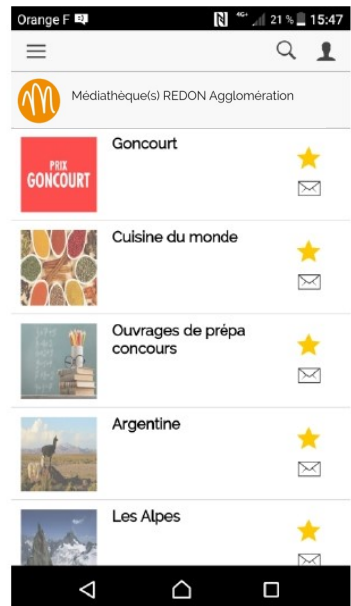 Orange F 4G+ 21 % 15:47
Médiathèque(s) REDON Agglomération
PRIX
GONCOURT
Goncourt
Cuisine du monde
Ouvrages de prépa
concours
Argentine
Les Alpes